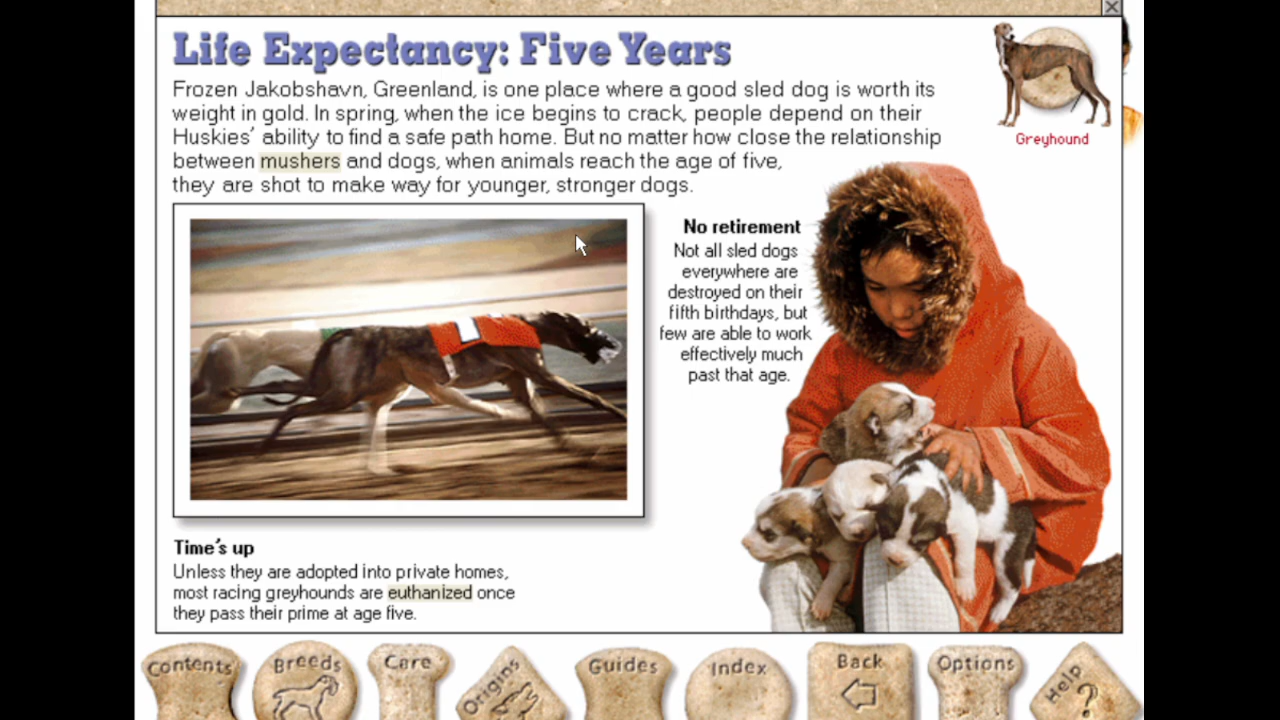 Life Expectancy: Five Years
Frozen Jakobshavn, Greenland, is one place where a good sled dog is worth its
weight in gold. In spring, when the ice begins to crack, people depend on their
Huskies' ability to find a safe path home. But no matter how close the relationship
between mushers and dogs, when animals reach the age of five,
they are shot to make way for younger, stronger dogs.
Greyhound
No retirement
Not all sled dogs
everywhere are
destroyed on their
fifth birthdays, but
few are able to work
effectively much
past that age.
Time's up
Unless they are adopted into private homes,
most racing greyhounds are euthanized once
they pass their prime at age five.
Contents
Breeds
Care
Origins
Guides
Index
Back
Options
Help
?